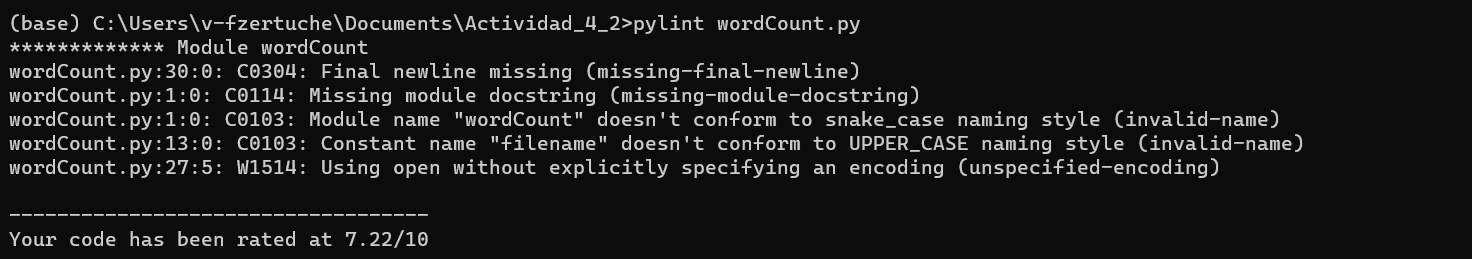 (base) C:\Users\v-fzertuche\Documents\Actividad_4_2>pylint wordCount.py
************* Module wordCount
wordCount.py:30:0: C0304: Final newline missing (missing-final-newline)
wordCount.py:1:0: C0114: Missing module docstring (missing-module-docstring)
wordCount.py:1:0: C0103: Module name "wordCount" doesn't conform to snake_case naming style (invalid-name)
wordCount.py:13:0: C0103: Constant name "filename" doesn't conform to UPPER_CASE naming style (invalid-name)
wordCount.py:27:5: W1514: Using open without explicitly specifying an encoding (unspecified-encoding)
-----------------------------------
Your code has been rated at 7.22/10